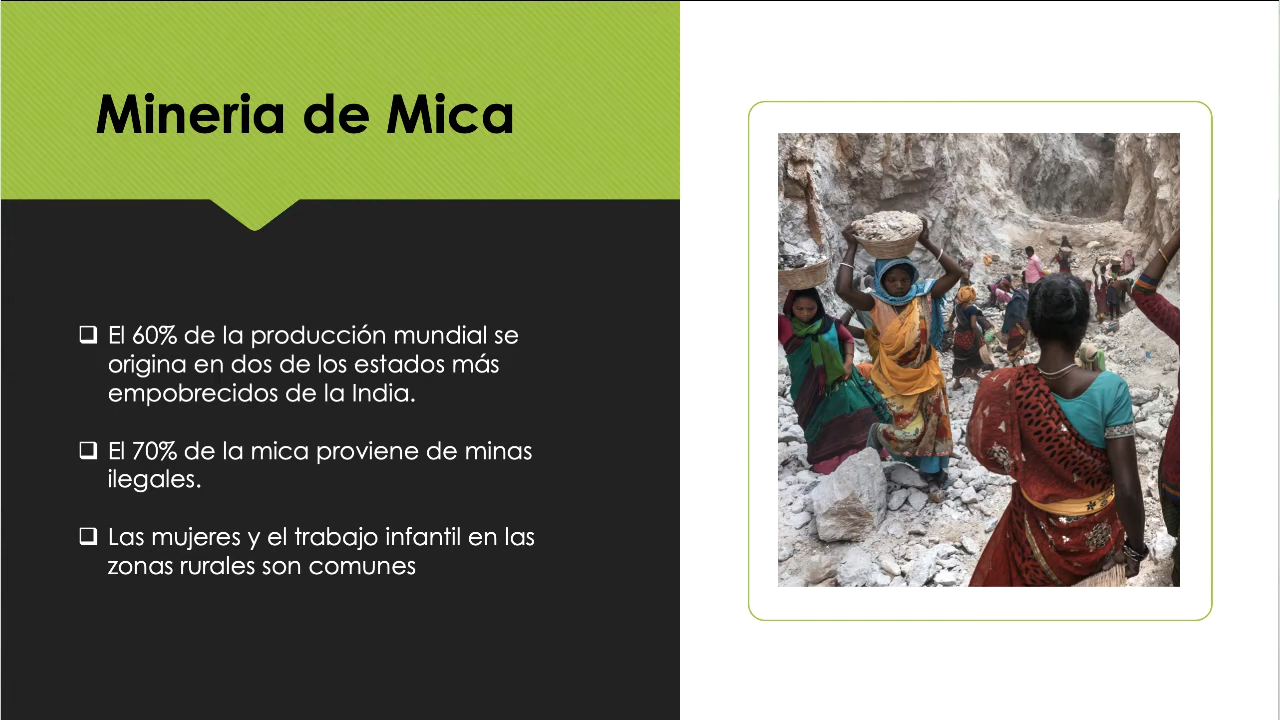 Mineria de Mica
El 60% de la producción mundial se
origina en dos de los estados más
empobrecidos de la India.
El 70% de la mica proviene de minas
ilegales.
Las mujeres y el trabajo infantil en las
zonas rurales son comunes